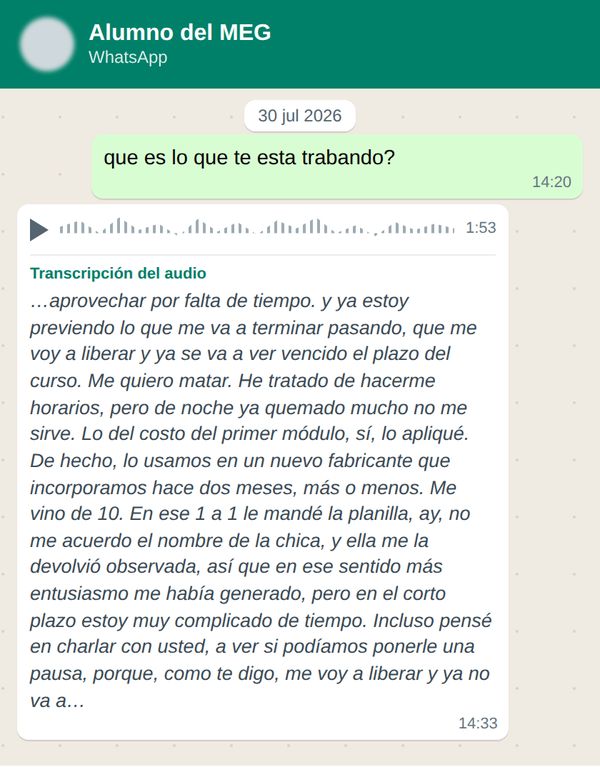 Alumno del MEG
WhatsApp
30 jul 2026
que es lo que te esta trabando?
14:20
1:53
Transcripción del audio
…aprovechar por falta de tiempo. y ya estoy
previendo lo que me va a terminar pasando, que me
voy a liberar y ya se va a ver vencido el plazo del
curso. Me quiero matar. He tratado de hacerme
horarios, pero de noche ya quemado mucho no me
sirve. Lo del costo del primer módulo, sí, lo apliqué.
De hecho, lo usamos en un nuevo fabricante que
incorporamos hace dos meses, más o menos. Me
vino de 10. En ese 1 a 1 le mandé la planilla, ay, no
me acuerdo el nombre de la chica, y ella me la
devolvió observada, así que en ese sentido más
entusiasmo me había generado, pero en el corto
plazo estoy muy complicado de tiempo. Incluso pensé
en charlar con usted, a ver si podíamos ponerle una
pausa, porque, como te digo, me voy a liberar y ya no
va a…
14:33